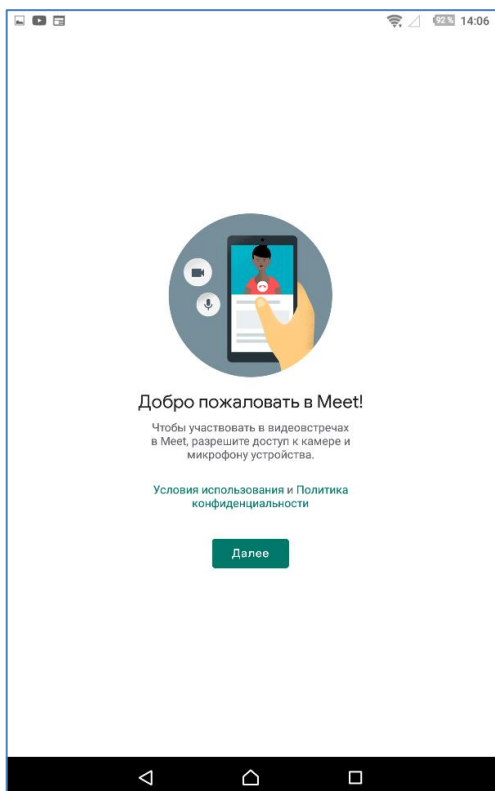 92 % 14:06
Добро пожаловать в Meet!
Чтобы участвовать в видеовстречах
в Meet, разрешите доступ к камере и
микрофону устройства.
Условия использования и Политика
конфиденциальности
Далее